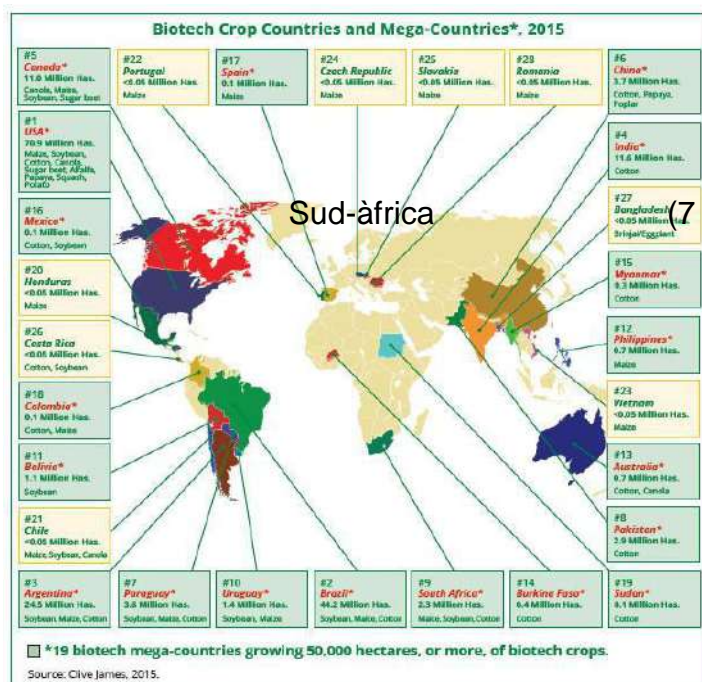 Biotech Crop Countries and Mega-Countries*, 2015
#5
Canada*
11.0 Million Has.
Canola, Maize,
Soybean, Sugar beet
#22
Portugal
<0.05 Million Has.
Maize
#17
Spain*
0.1 Million Has.
Maize
#24
Czech Republic
<0.05 Million Has.
Maize
#25
Slovakia
<0.05 Million Has.
Maize
#28
Romania
<0.05 Million Has.
Maize
#6
China*
3.7 Million Has.
Cotton, Papaya,
Poplar
#1
USA*
70.9 Million Has.
Maize, Soybean,
Cotton, Canola,
Sugar beet, Alfalfa,
Papaya, Squash,
Potato
#4
India*
11.6 Million Has.
Cotton
#16
Mexico*
0.1 Million Has.
Cotton, Soybean
Sud-àfrica (7
#27
Bangladesh
<0.05 Million Has.
Brinjal/Eggplant
#20
Honduras
<0.05 Million Has.
Maize
#15
Myanmar*
0.3 Million Has.
Cotton
#26
Costa Rica
<0.05 Million Has.
Cotton, Soybean
#12
Philippines*
0.7 Million Has.
Maize
#18
Colombia*
0.1 Million Has.
Cotton, Maize
#23
Vietnam
<0.05 Million Has.
Maize
#11
Bolivia*
1.1 Million Has.
Soybean
#13
Australia*
0.7 Million Has.
Cotton, Canola
#21
Chile
<0.05 Million Has.
Maize, Soybean, Canola
#8
Pakistan*
2.9 Million Has.
Cotton
#3
Argentina*
24.5 Million Has.
Soybean, Maize, Cotton
#7
Paraguay*
3.6 Million Has.
Soybean, Maize, Cotton
#10
Uruguay*
1.4 Million Has.
Soybean, Maize
#2
Brazil*
44.2 Million Has.
Soybean, Maize, Cotton
#9
South Africa*
2.3 Million Has.
Maize, Soybean, Cotton
#14
Burkina Faso*
0.4 Million Has.
Cotton
#19
Sudan*
0.1 Million Has.
Cotton
*19 biotech mega-countries growing 50,000 hectares, or more, of biotech crops.
Source: Clive James, 2015.